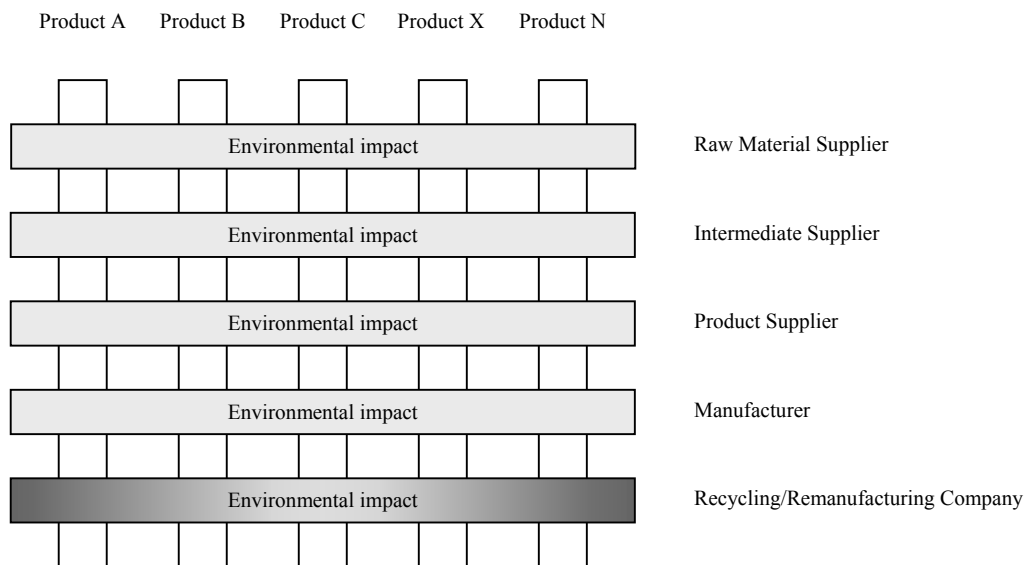 Product A Product B Product C Product X Product N
Environmental impact Raw Material Supplier
Environmental impact Intermediate Supplier
Environmental impact Product Supplier
Environmental impact Manufacturer
Environmental impact Recycling/Remanufacturing Company